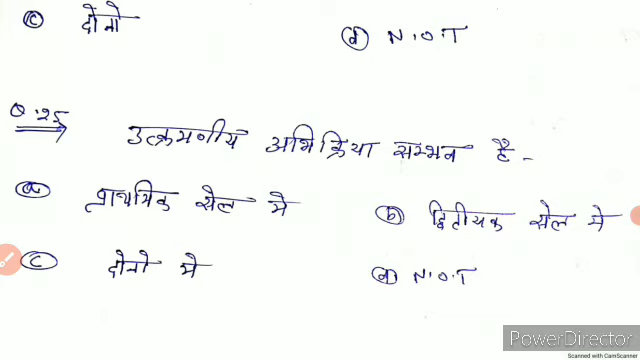 (c) दोनो
(d) N.O.T
Q.25 उत्क्रमणीय अभिक्रिया सम्भव है -
(a) प्राथमिक सेल मे
(b) द्वितीयक सेल मे
(c) दोनो मे
(d) N.O.T
PowerDirector
Scanned with CamScanner